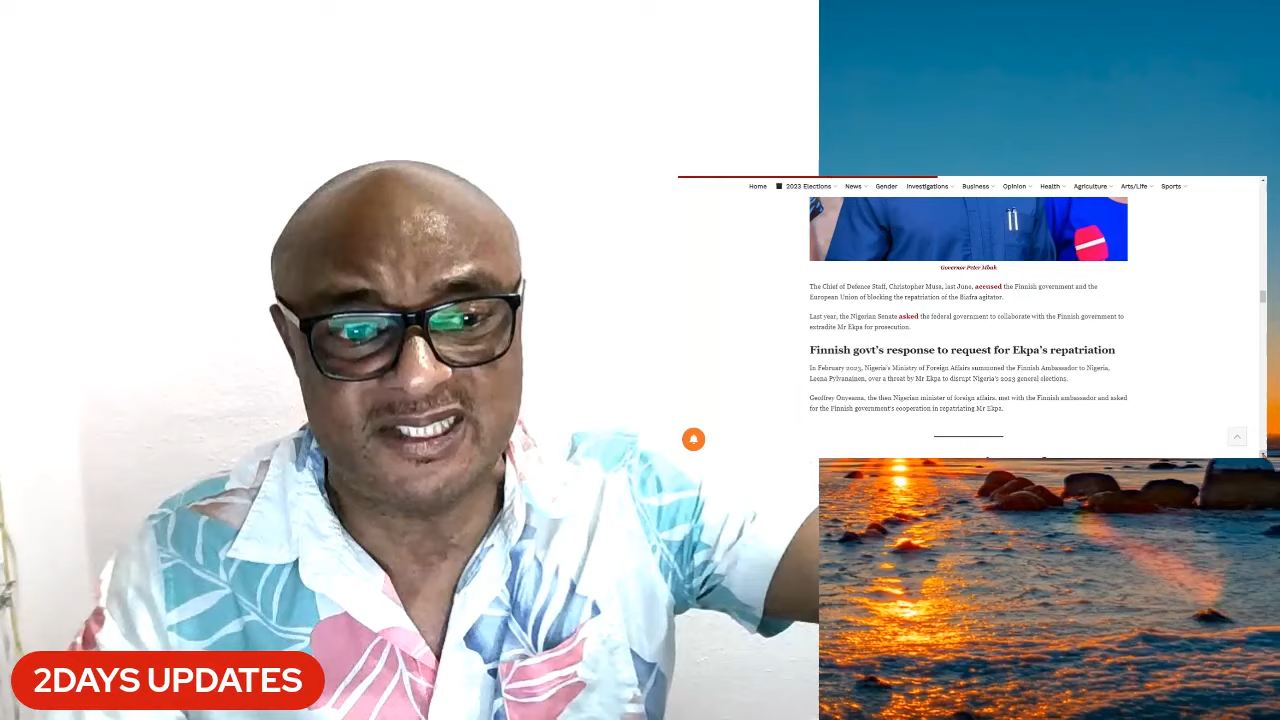 Home 2023 Elections News Gender Investigations Business Opinion Health Agriculture Arts/Life Sports
Governor Peter Mbah
The Chief of Defence Staff, Christopher Musa, last June, accused the Finnish government and the
European Union of blocking the repatriation of the Biafra agitator.
Last year, the Nigerian Senate asked the federal government to collaborate with the Finnish government to
extradite Mr Ekpa for prosecution.
Finnish govt's response to request for Ekpa's repatriation
In February 2023, Nigeria's Ministry of Foreign Affairs summoned the Finnish Ambassador to Nigeria,
Leena Pylvanainen, over a threat by Mr Ekpa to disrupt Nigeria's 2023 general elections.
Geoffrey Onyeama, the then Nigerian minister of foreign affairs, met with the Finnish ambassador and asked
for the Finnish government's cooperation in repatriating Mr Ekpa.
2DAYS UPDATES